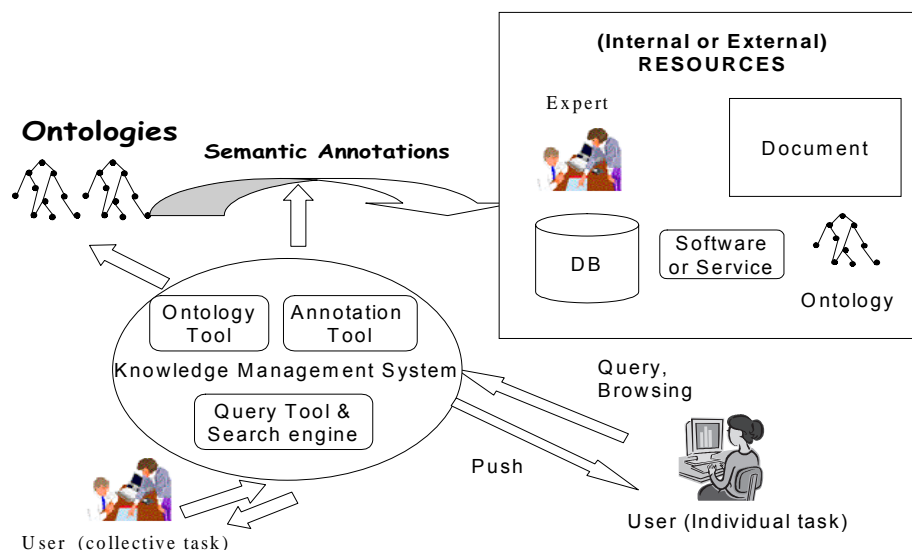 (Internal or External)
RESOURCES
Expert
Document
Ontologies
Semantic Annotations
DB
Software
or Service
Ontology
Ontology
Tool
Annotation
Tool
Knowledge Management System
Query Tool &
Search engine
Query,
Browsing
Push
User (Individual task)
User (collective task)